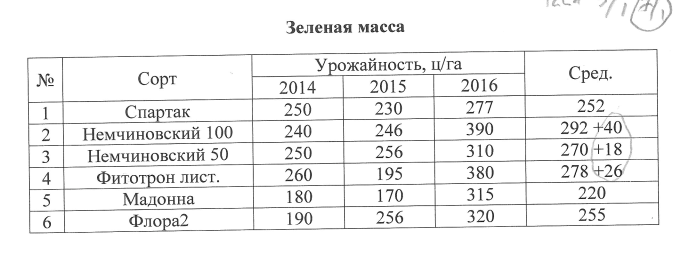 Зеленая масса
№ Сорт Урожайность, ц/га Сред.
2014 2015 2016
1 Спартак 250 230 277 252
2 Немчиновский 100 240 246 390 292 +40
3 Немчиновский 50 250 256 310 270 +18
4 Фитотрон лист. 260 195 380 278 +26
5 Мадонна 180 170 315 220
6 Флора2 190 256 320 255